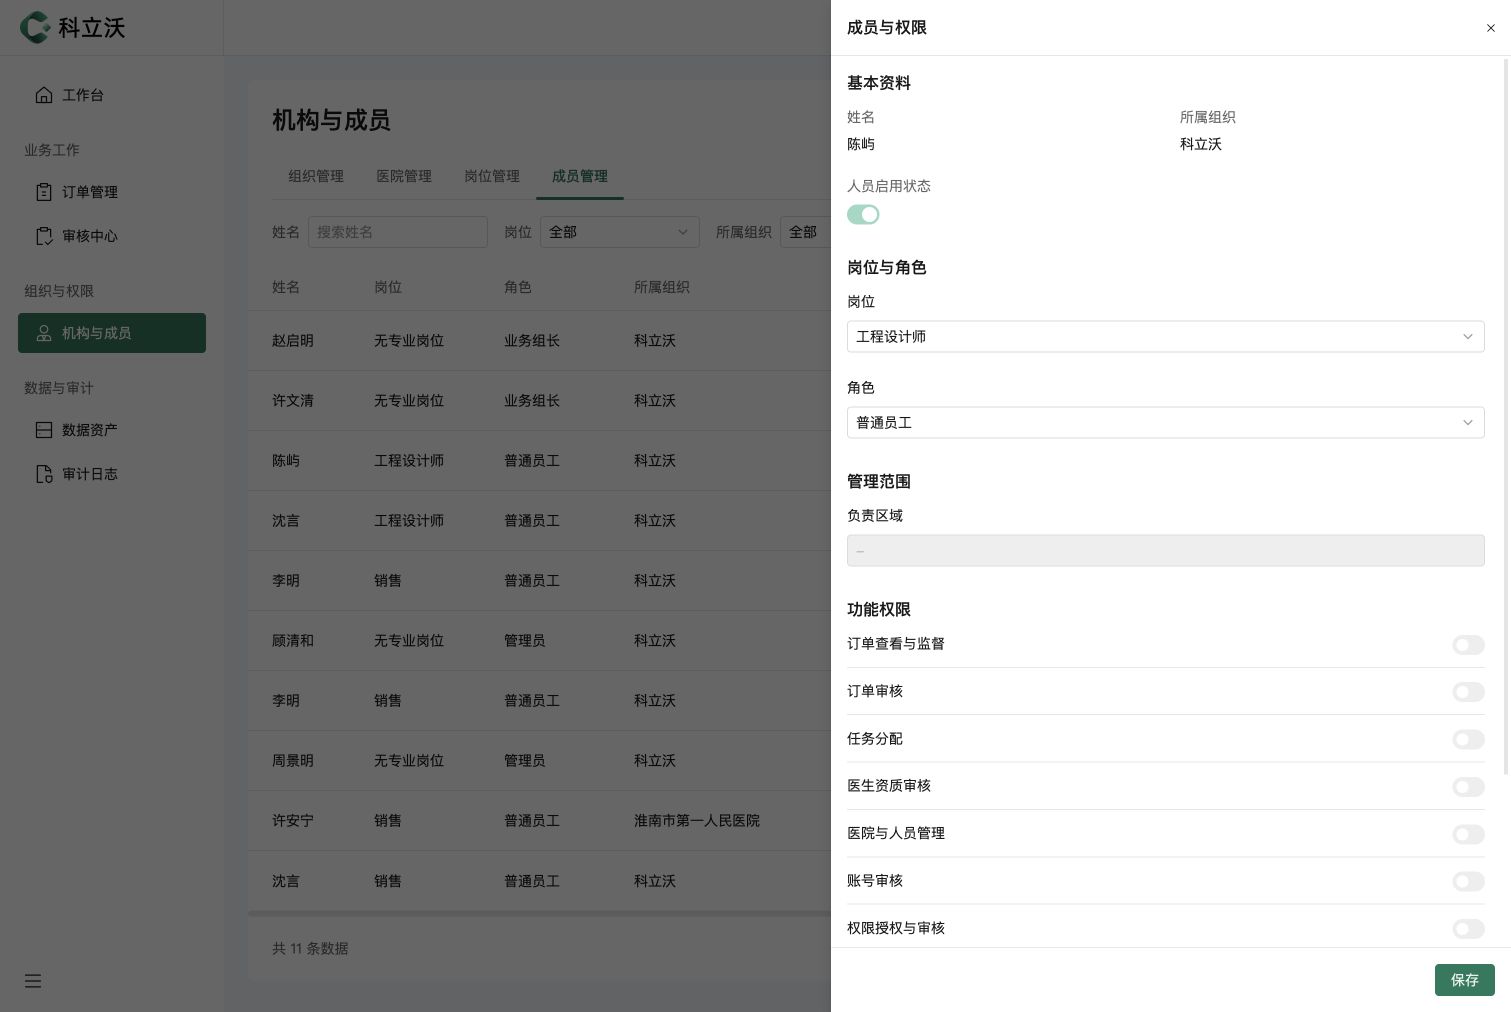 科立沃
工作台
业务工作
订单管理
审核中心
组织与权限
机构与成员
数据与审计
数据资产
审计日志
机构与成员
组织管理 医院管理 岗位管理 成员管理
姓名 搜索姓名 岗位 全部 所属组织 全部
姓名 岗位 角色 所属组织
赵启明 无专业岗位 业务组长 科立沃
许文清 无专业岗位 业务组长 科立沃
陈屿 工程设计师 普通员工 科立沃
沈言 工程设计师 普通员工 科立沃
李明 销售 普通员工 科立沃
顾清和 无专业岗位 管理员 科立沃
李明 销售 普通员工 科立沃
周景明 无专业岗位 管理员 科立沃
许安宁 销售 普通员工 淮南市第一人民医院
沈言 销售 普通员工 科立沃
共 11 条数据
成员与权限
基本资料
姓名 所属组织
陈屿 科立沃
人员启用状态
岗位与角色
岗位
工程设计师
角色
普通员工
管理范围
负责区域
–
功能权限
订单查看与监督
订单审核
任务分配
医生资质审核
医院与人员管理
账号审核
权限授权与审核
保存